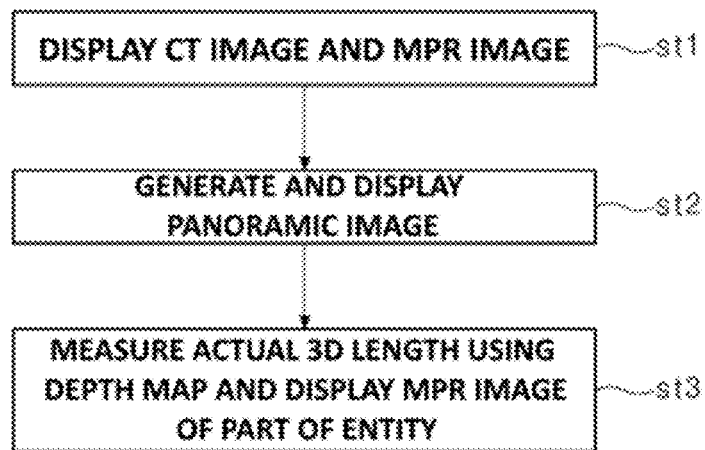 DISPLAY CT IMAGE AND MPR IMAGE
st1
GENERATE AND DISPLAY
PANORAMIC IMAGE
st2
MEASURE ACTUAL 3D LENGTH USING
DEPTH MAP AND DISPLAY MPR IMAGE
OF PART OF ENTITY
st3